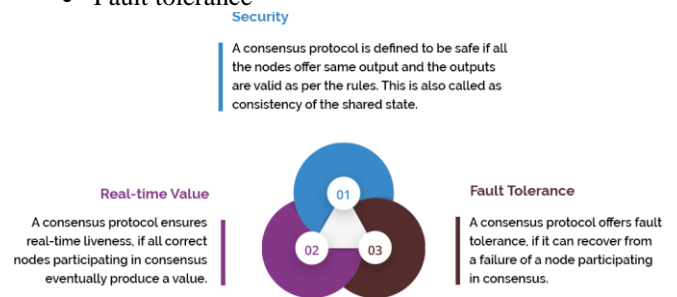 • Fault tolerance
Security
A consensus protocol is defined to be safe if all
the nodes offer same output and the outputs
are valid as per the rules. This is also called as
consistency of the shared state.
01
Real-time Value
A consensus protocol ensures
real-time liveness, if all correct
nodes participating in consensus
eventually produce a value.
02
03
Fault Tolerance
A consensus protocol offers fault
tolerance, if it can recover from
a failure of a node participating
in consensus.